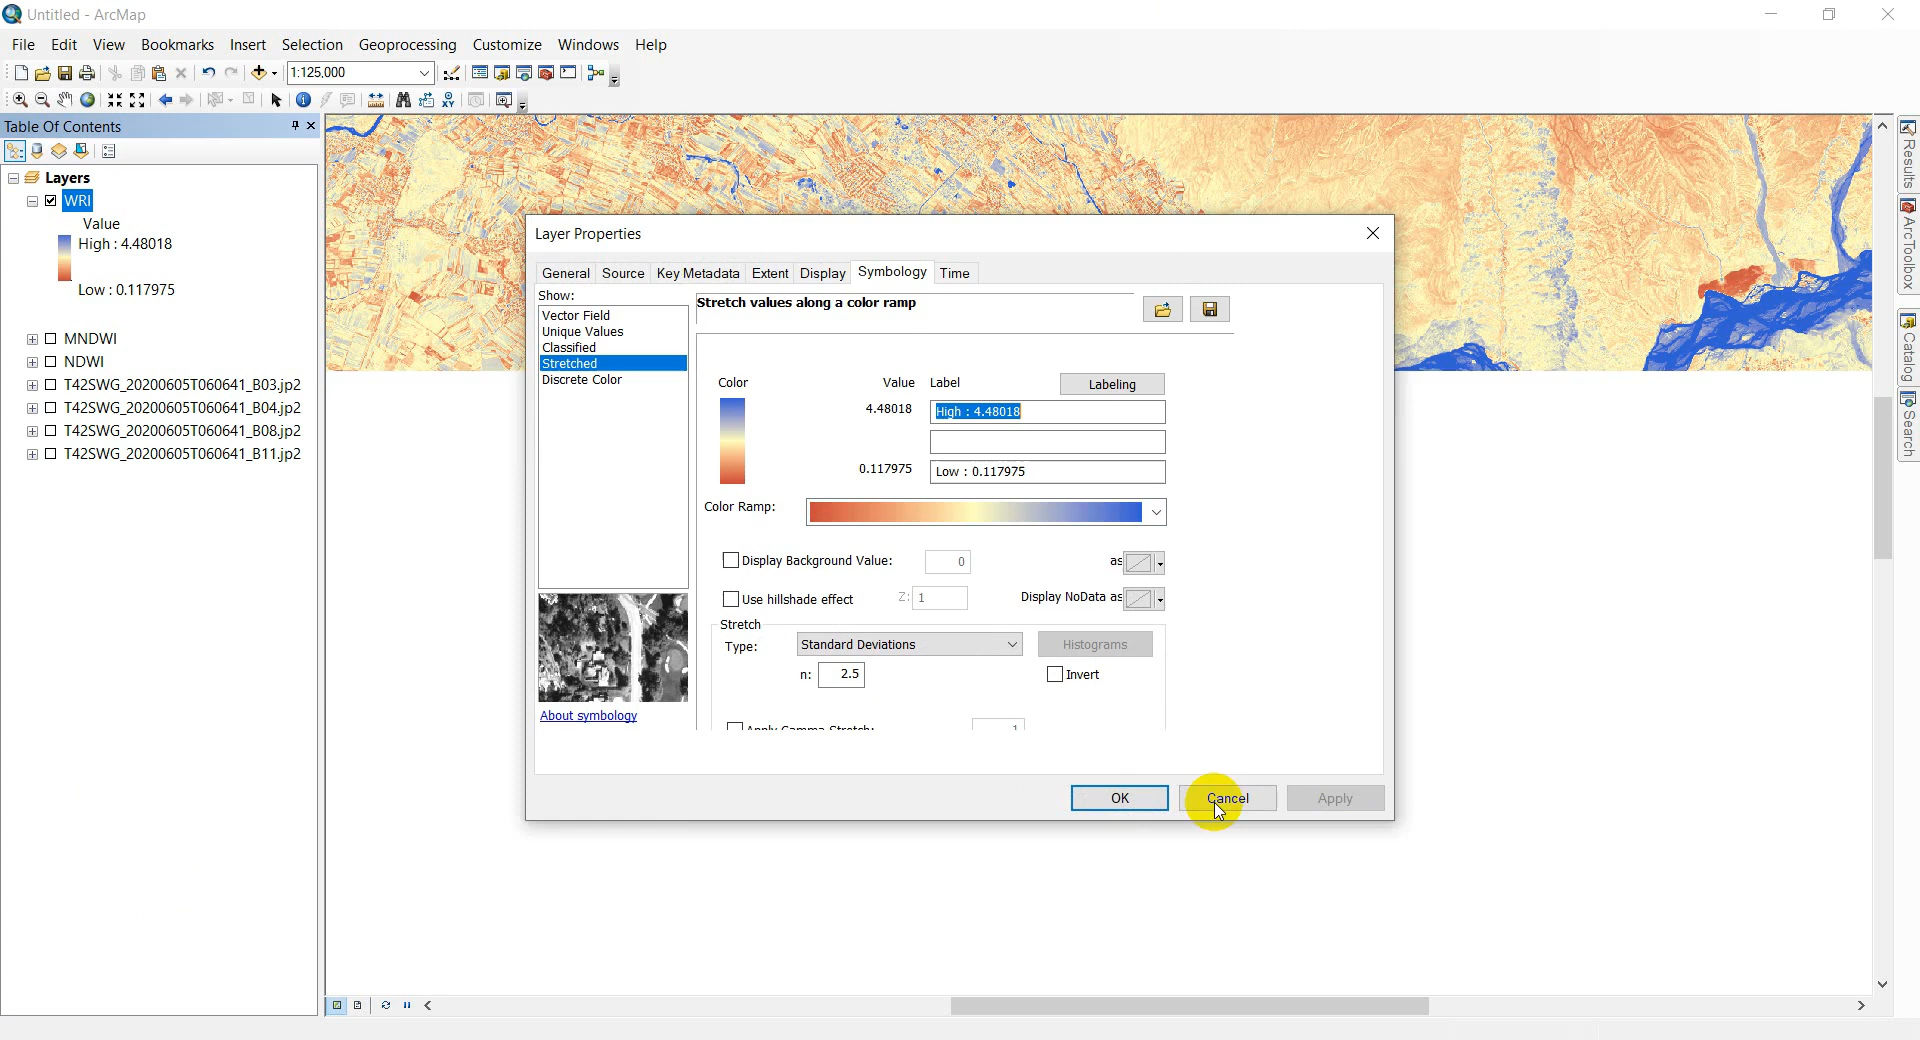 Untitled - ArcMap
File Edit View Bookmarks Insert Selection Geoprocessing Customize Windows Help
1:125,000
Table Of Contents
Layers
WRI
Value
High : 4.48018
Low : 0.117975
MNDWI
NDWI
T42SWG_20200605T060641_B03.jp2
T42SWG_20200605T060641_B04.jp2
T42SWG_20200605T060641_B08.jp2
T42SWG_20200605T060641_B11.jp2
Layer Properties
General Source Key Metadata Extent Display Symbology Time
Show:
Vector Field
Unique Values
Classified
Stretched
Discrete Color
About symbology
Stretch values along a color ramp
Color Value Label Labeling
4.48018 High : 4.48018
0.117975 Low : 0.117975
Color Ramp:
Display Background Value: 0 as
Use hillshade effect Z: 1 Display NoData as
Stretch
Type: Standard Deviations Histograms
n: 2.5 Invert
Apply Gamma Stretch: 1
OK Cancel Apply
Results
ArcToolbox
Catalog
Search